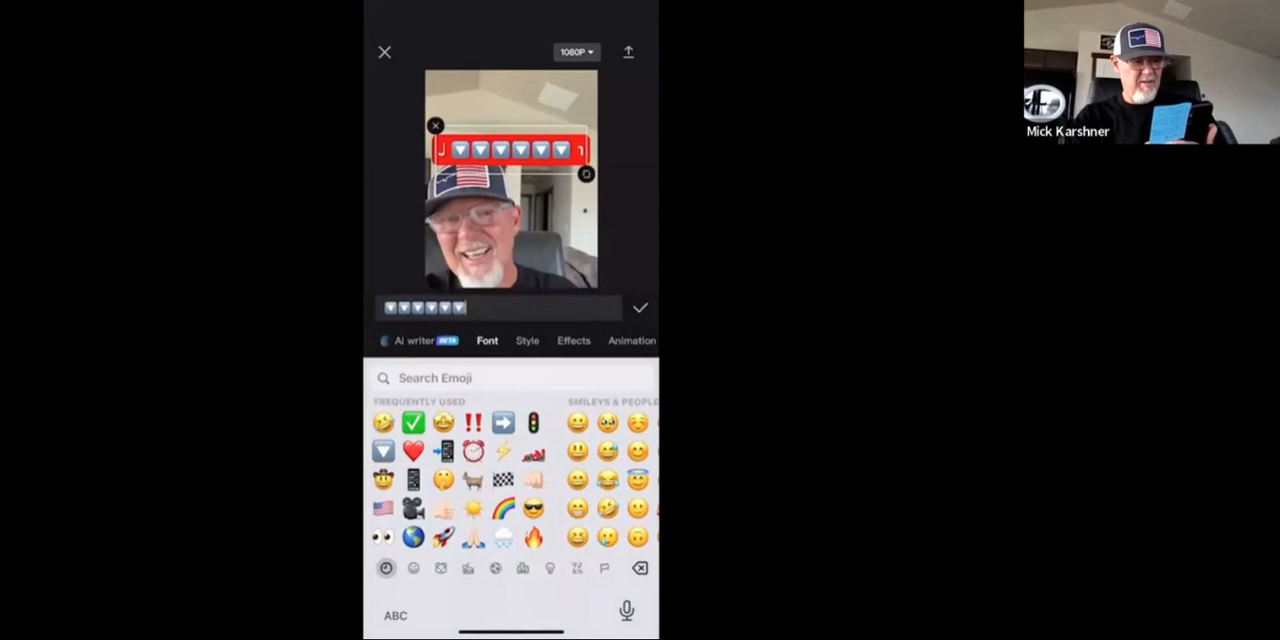 1080P
Mick Karshner
AI writer BETA Font Style Effects Animation
Search Emoji
FREQUENTLY USED SMILEYS & PEOPLE
ABC